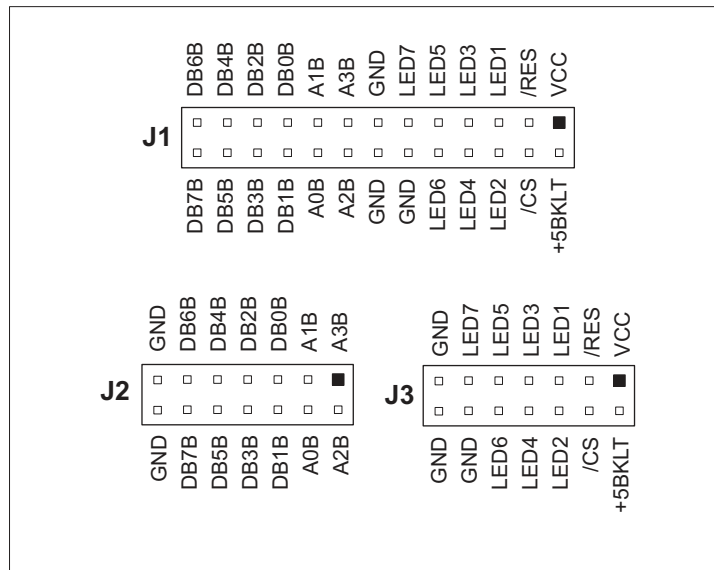 DB6B DB4B DB2B DB0B A1B A3B GND LED7 LED5 LED3 LED1 /RES VCC
J1
DB7B DB5B DB3B DB1B A0B A2B GND GND LED6 LED4 LED2 /CS +5BKLT
GND DB6B DB4B DB2B DB0B A1B A3B
J2
GND DB7B DB5B DB3B DB1B A0B A2B
GND LED7 LED5 LED3 LED1 /RES VCC
J3
GND GND LED6 LED4 LED2 /CS +5BKLT